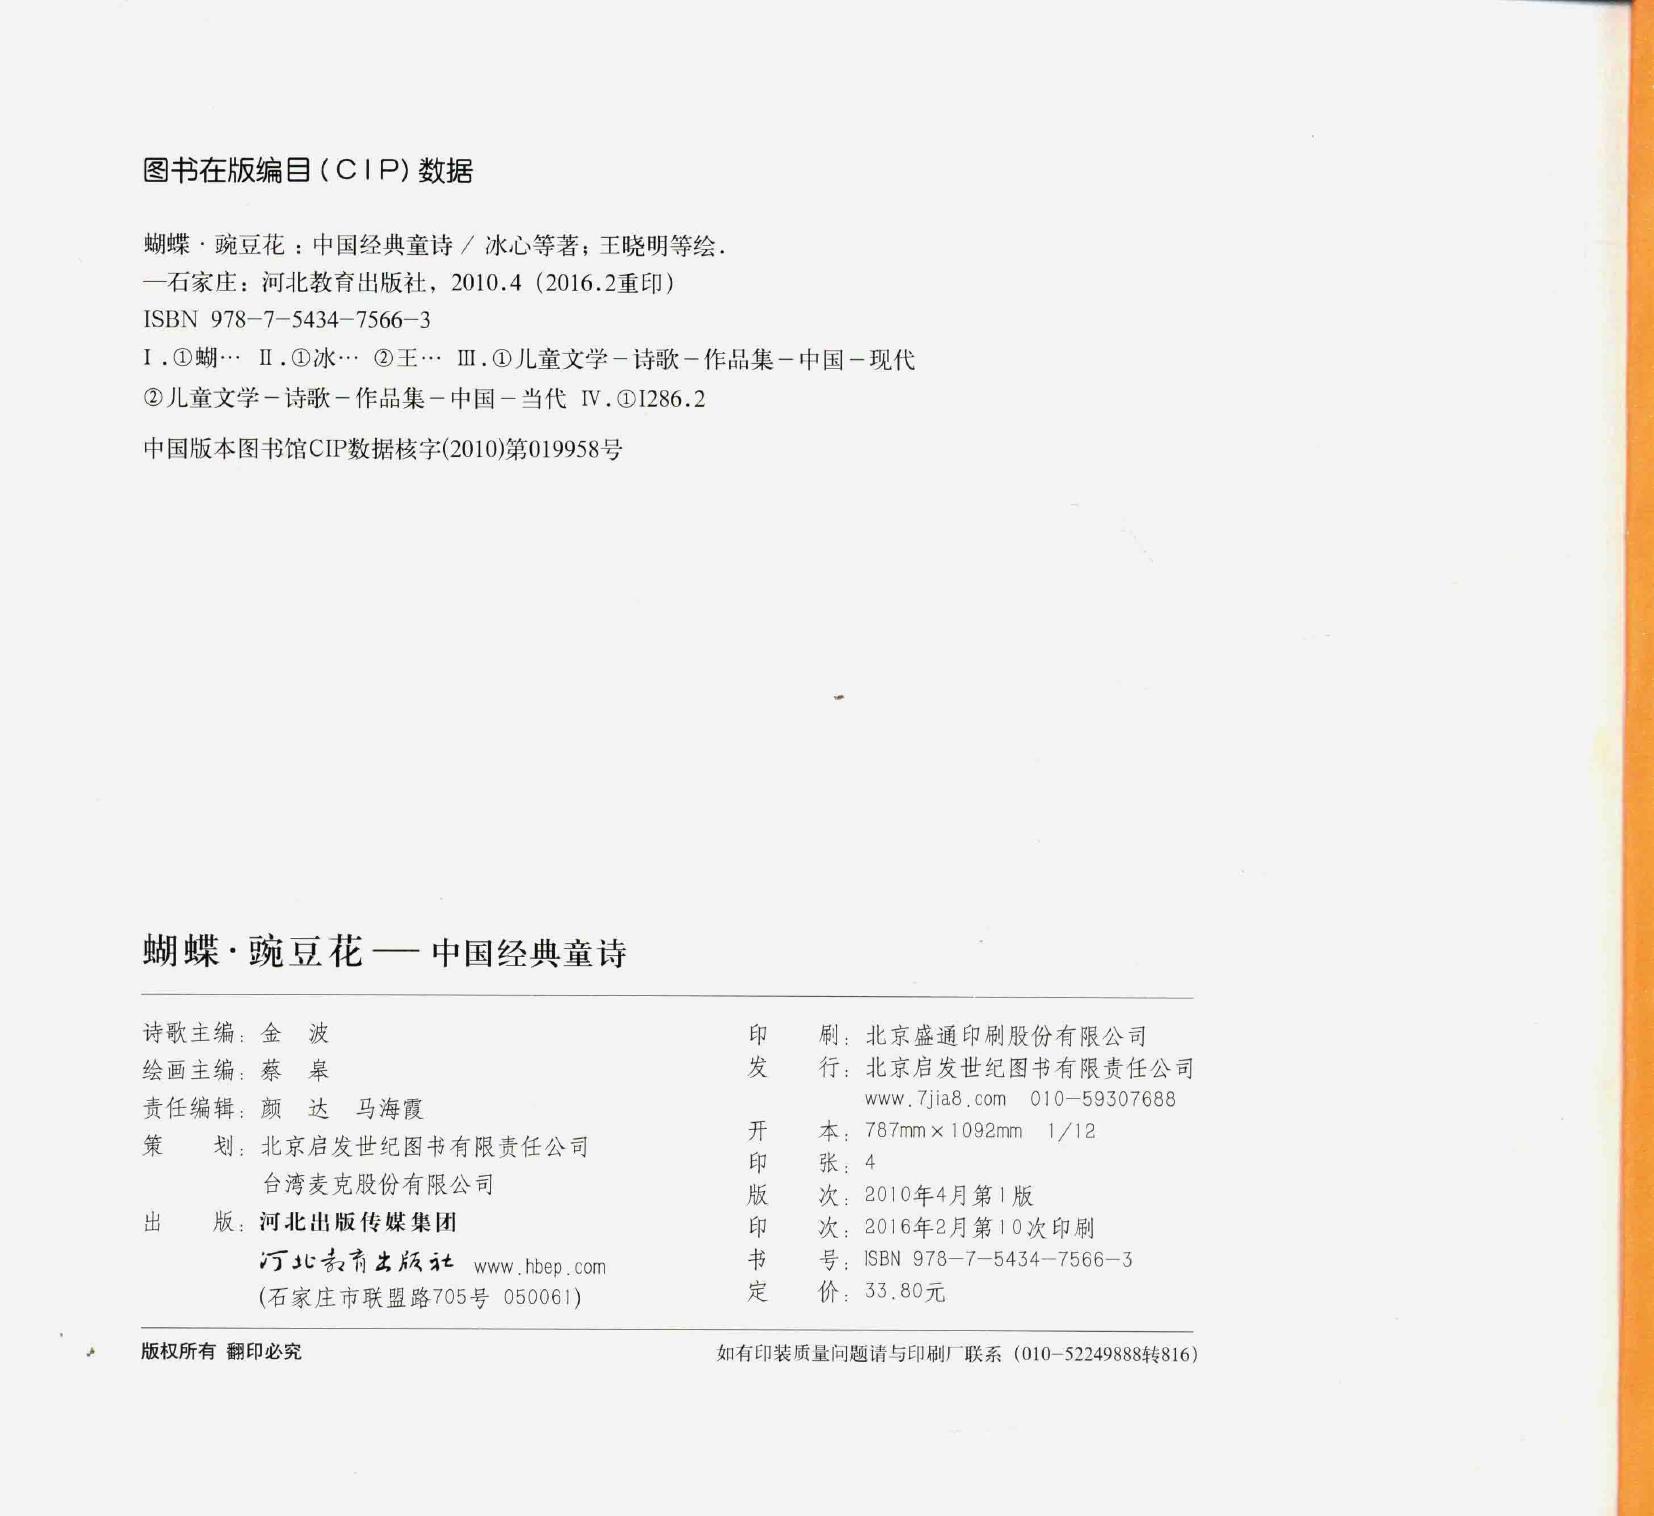 图书在版编目(CIP)数据
蝴蝶·豌豆花:中国经典童诗/冰心等著;王晓明等绘.
—石家庄:河北教育出版社,2010.4(2016.2重印)
ISBN 978-7-5434-7566-3
Ⅰ.①蝴… Ⅱ.①冰… ②王… Ⅲ.①儿童文学-诗歌-作品集-中国-现代
②儿童文学-诗歌-作品集-中国-当代 Ⅳ.①I286.2
中国版本图书馆CIP数据核字(2010)第019958号
蝴蝶·豌豆花——中国经典童诗
诗歌主编:金 波
绘画主编:蔡 皋
责任编辑:颜 达 马海霞
策 划:北京启发世纪图书有限责任公司
台湾麦克股份有限公司
出 版:河北出版传媒集团
河北教育出版社 www.hbep.com
(石家庄市联盟路705号 050061)
印 刷:北京盛通印刷股份有限公司
发 行:北京启发世纪图书有限责任公司
www.7jia8.com 010-59307688
开 本:787mm×1092mm 1/12
印 张:4
版 次:2010年4月第1版
印 次:2016年2月第10次印刷
书 号:ISBN 978-7-5434-7566-3
定 价:33.80元
版权所有 翻印必究
如有印装质量问题请与印刷厂联系(010-52249888转816)